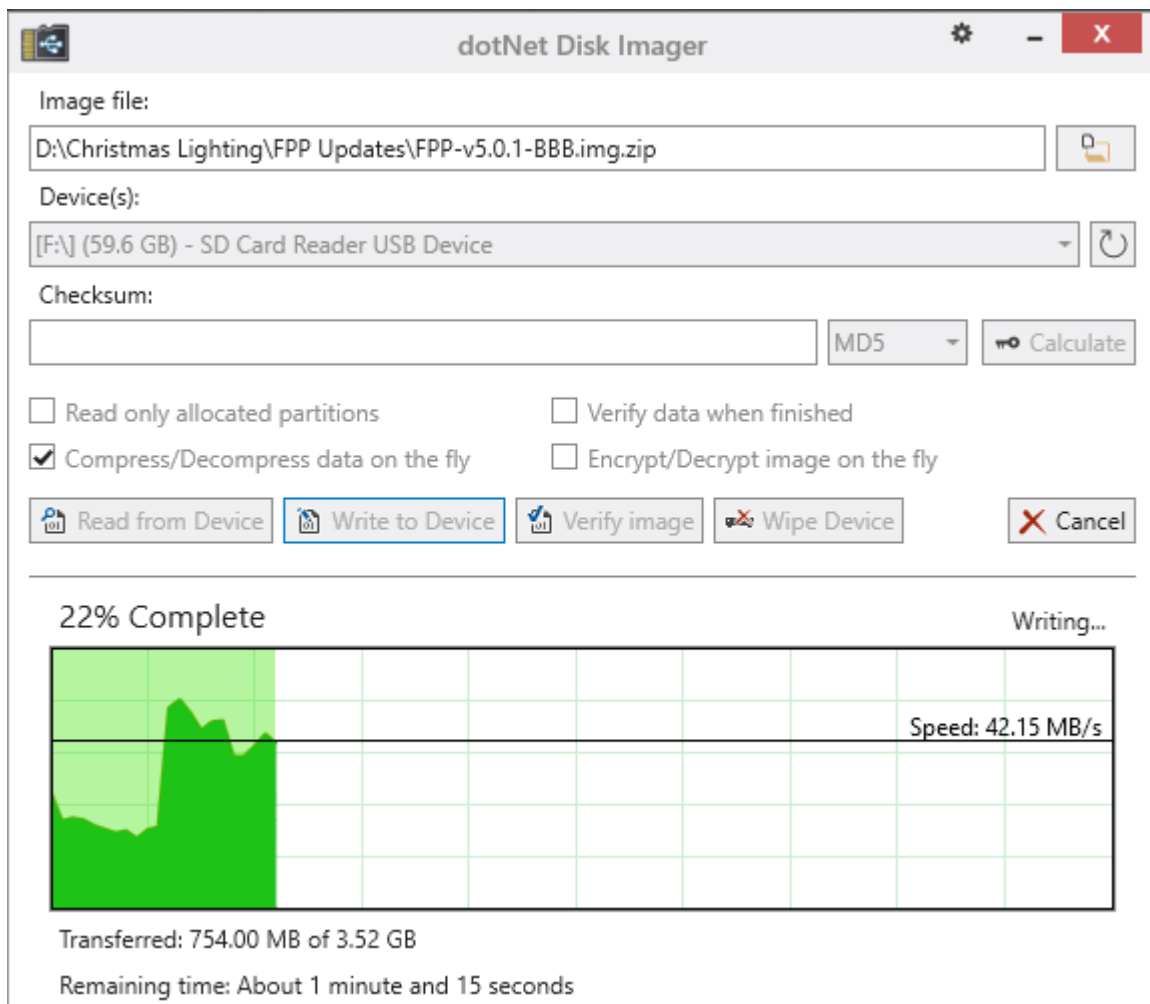 dotNet Disk Imager
X
Image file:
D:\Christmas Lighting\FPP Updates\FPP-v5.0.1-BBB.img.zip
Device(s):
[F:\] (59.6 GB) - SD Card Reader USB Device
Checksum:
MD5 Calculate
Read only allocated partitions Verify data when finished
Compress/Decompress data on the fly Encrypt/Decrypt image on the fly
Read from Device Write to Device Verify image Wipe Device Cancel
22% Complete Writing...
Speed: 42.15 MB/s
Transferred: 754.00 MB of 3.52 GB
Remaining time: About 1 minute and 15 seconds